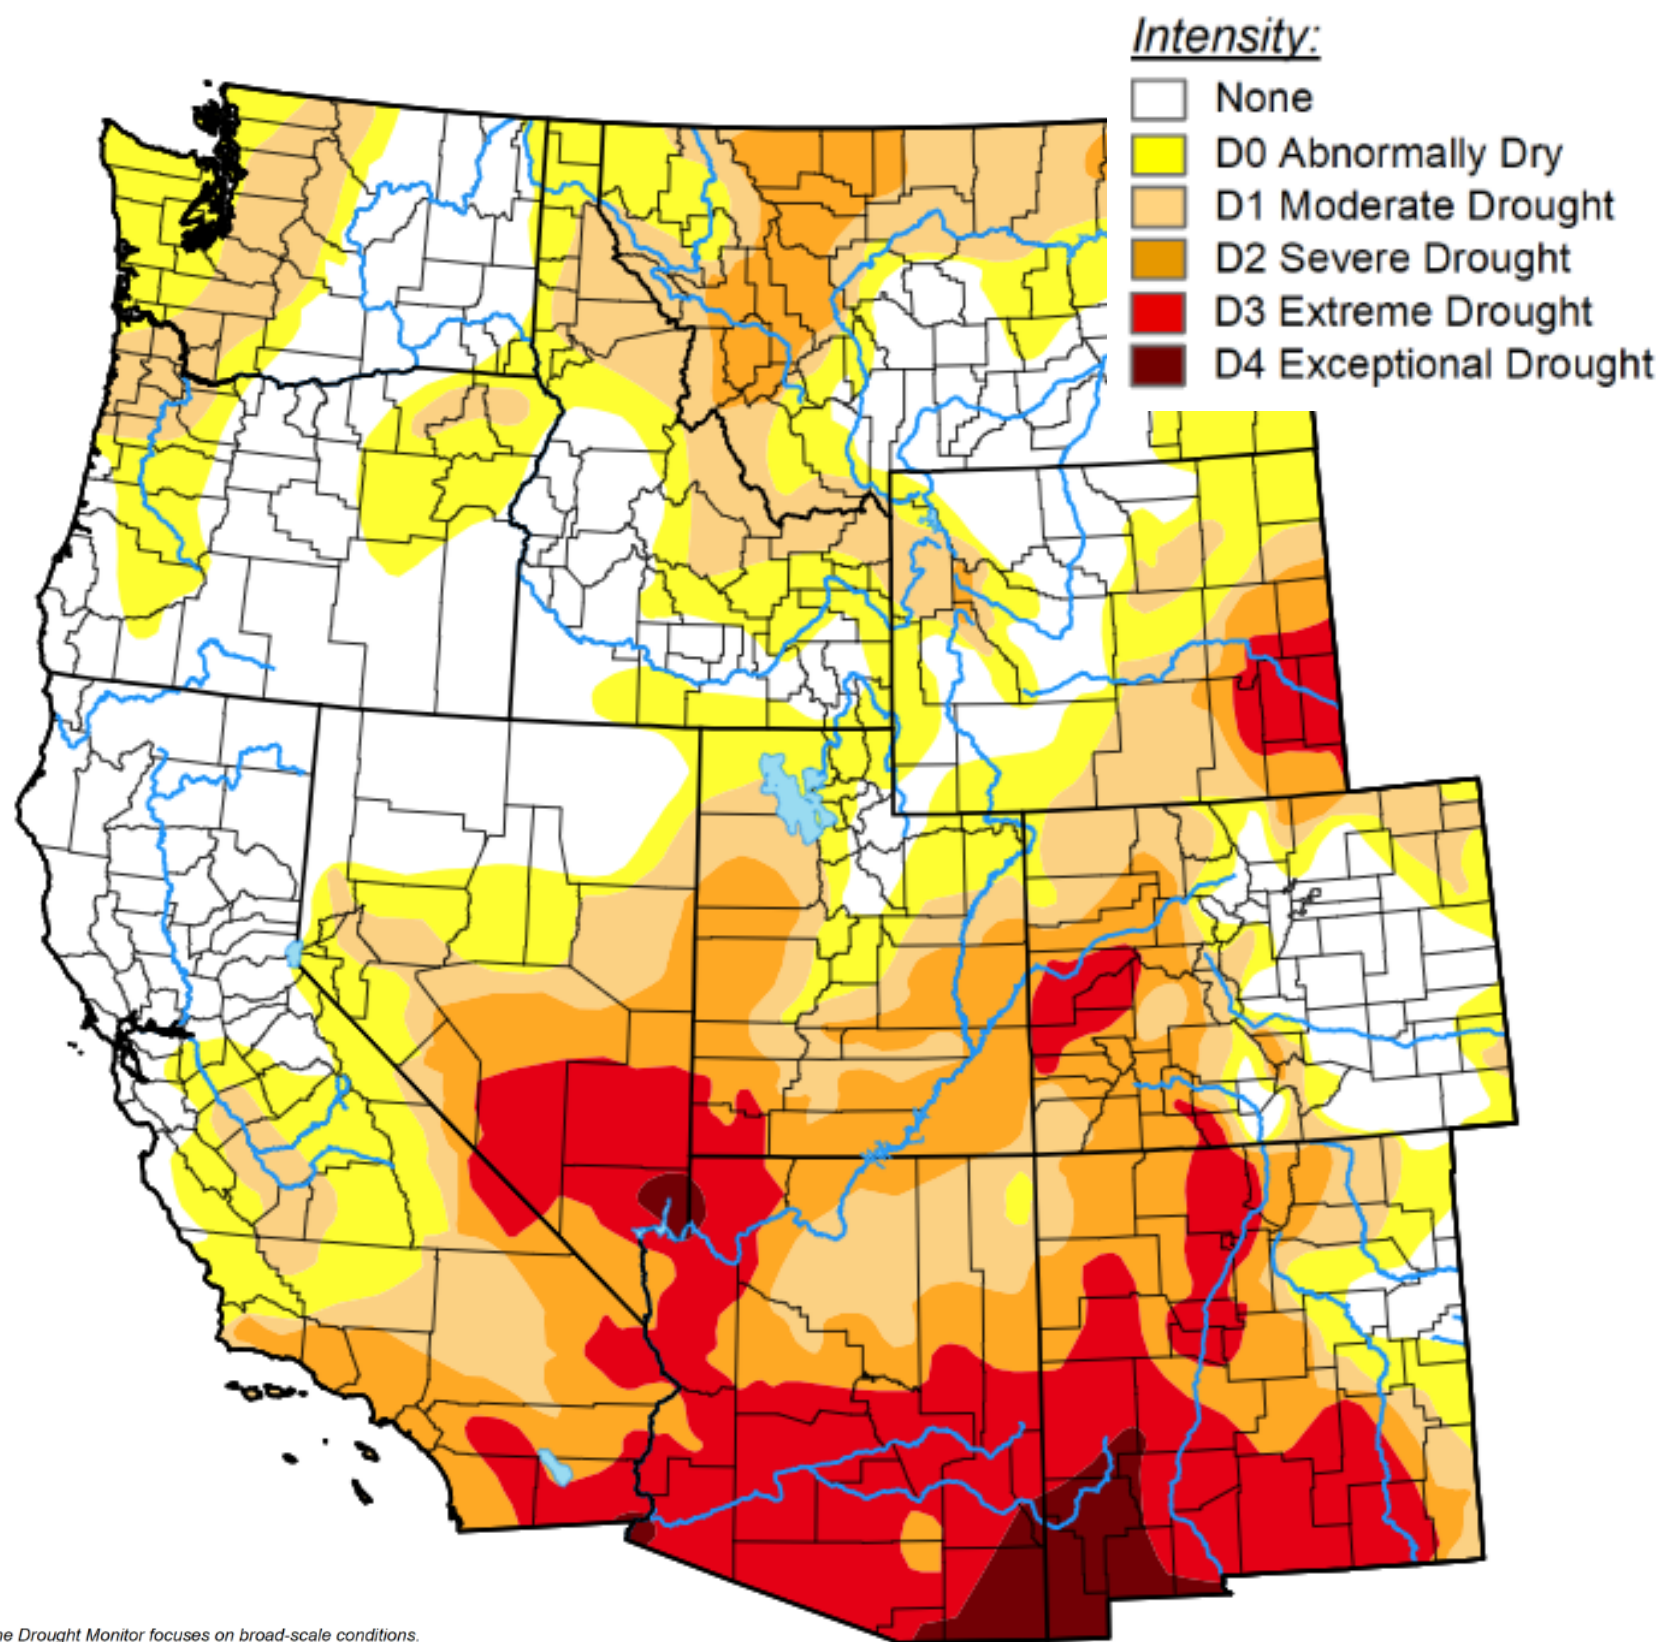 Intensity:
None
D0 Abnormally Dry
D1 Moderate Drought
D2 Severe Drought
D3 Extreme Drought
D4 Exceptional Drought
Drought Monitor focuses on broad-scale conditions.